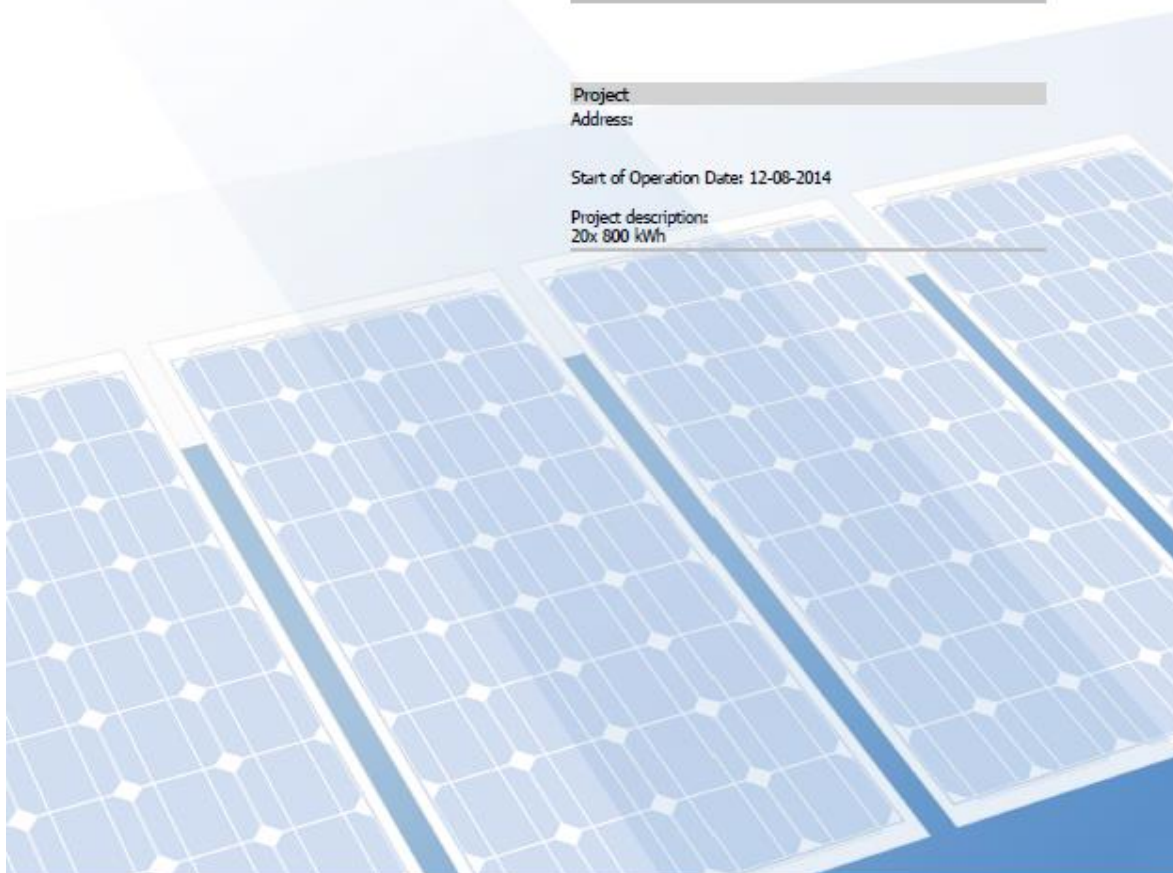 Project
Address:
Start of Operation Date: 12-08-2014
Project description:
20x 800 kWh